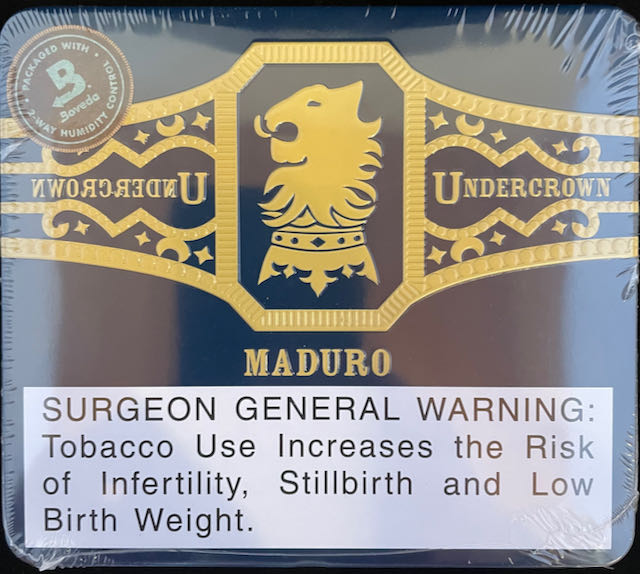 PACKAGED WITH
B
Boveda
2-WAY HUMIDITY CONTROL
UNDERCROWN
UNDERCROWN
MADURO
SURGEON GENERAL WARNING:
Tobacco Use Increases the Risk
of Infertility, Stillbirth and Low
Birth Weight.